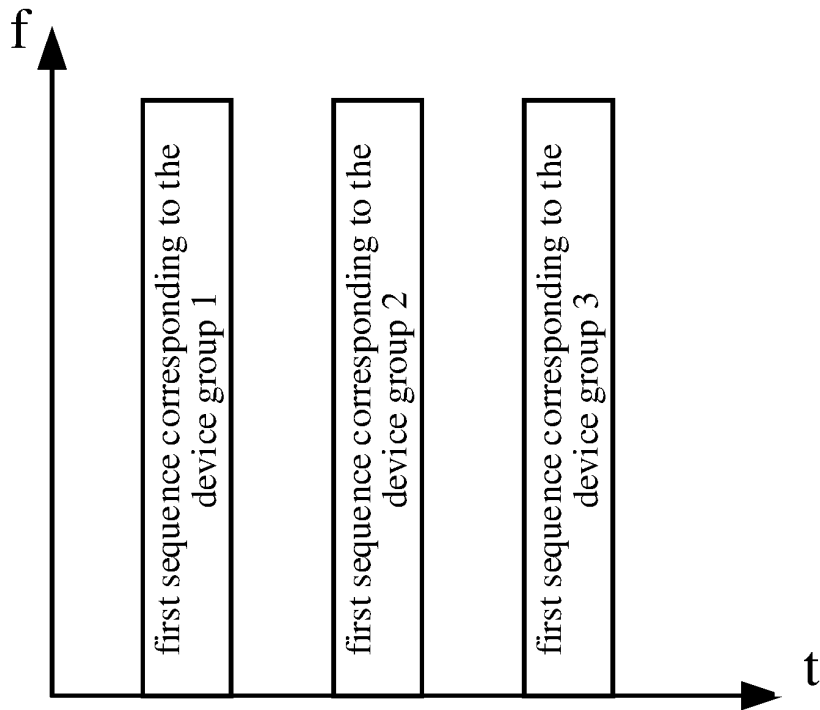 f
first sequence corresponding to the
device group 1
first sequence corresponding to the
device group 2
first sequence corresponding to the
device group 3
t